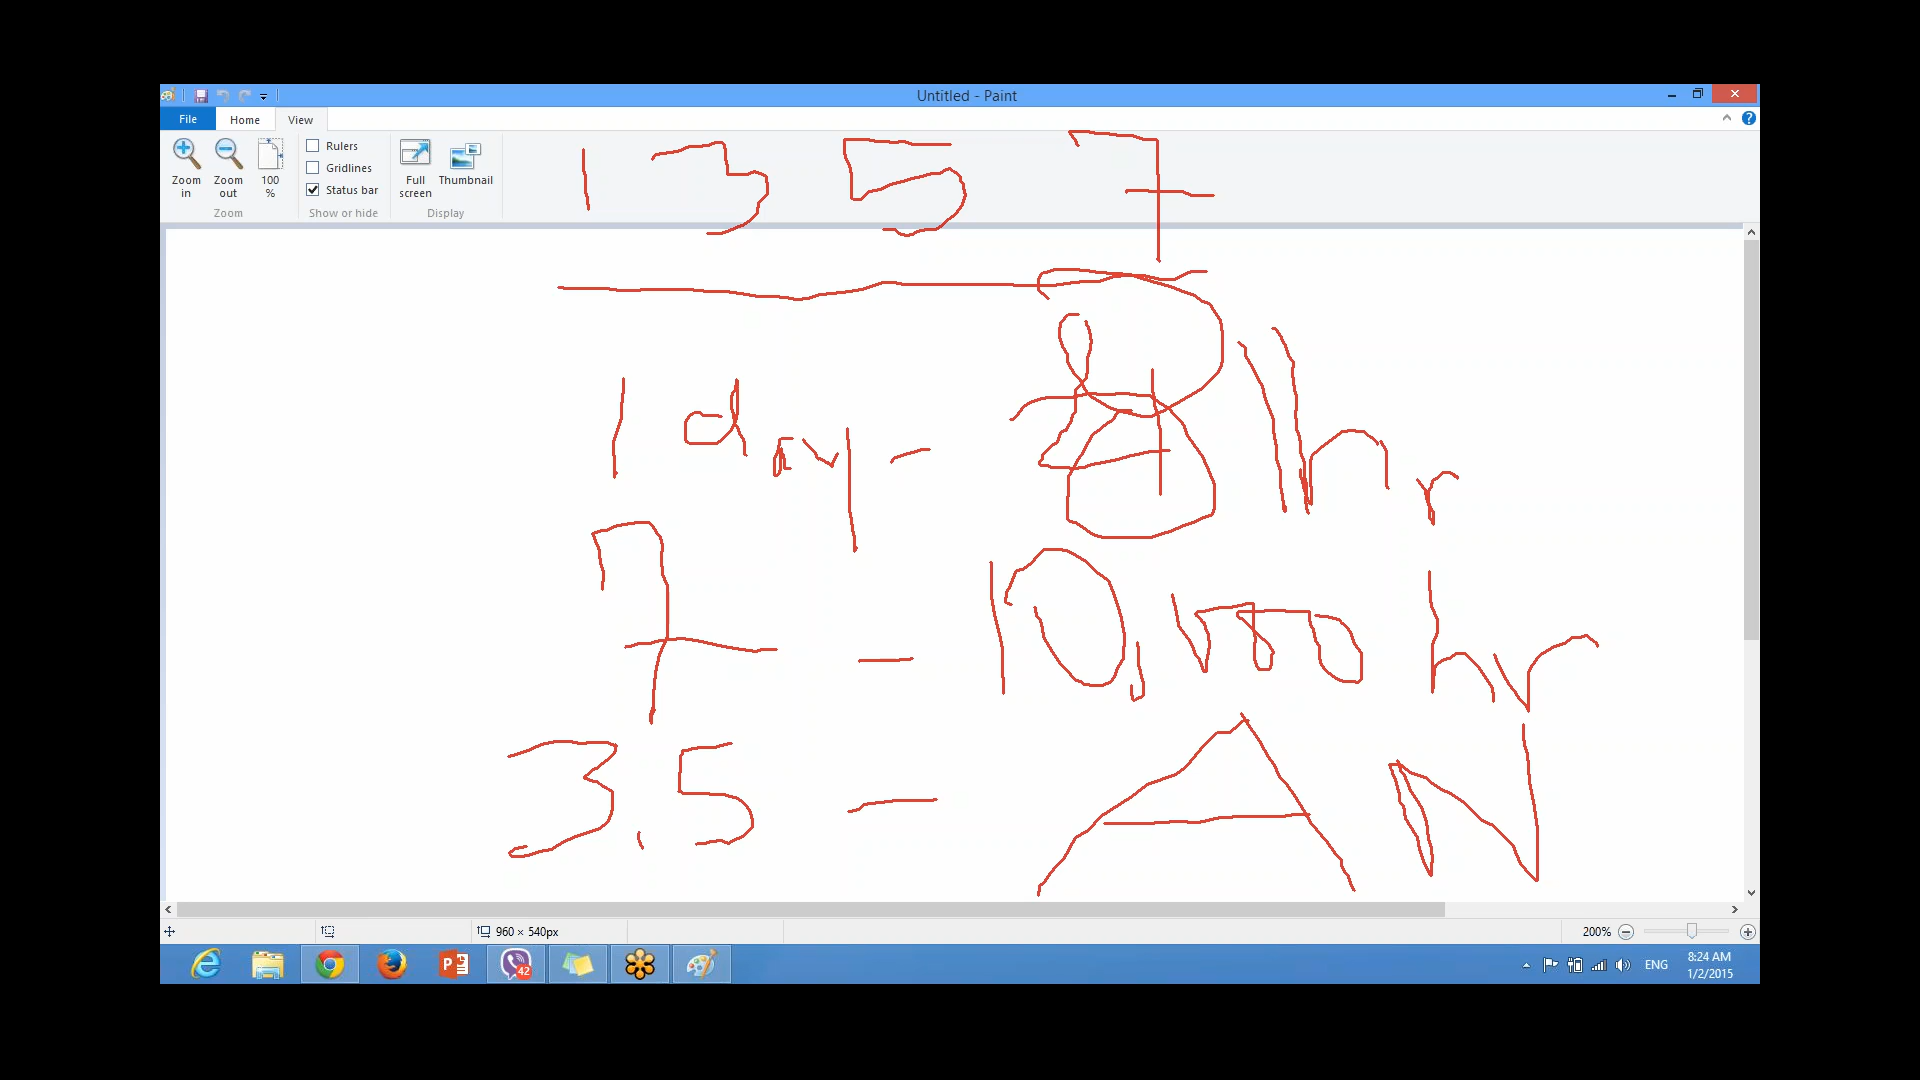 Untitled - Paint
File Home View
Rulers
Gridlines
Status bar
Zoom in
Zoom out
100 %
Full screen
Thumbnail
Zoom
Show or hide
Display
1 3 5 7
1 day - 24 hr
7 - 10,000 hr
3.5 - A N
960 × 540px
200%
42
ENG
8:24 AM
1/2/2015